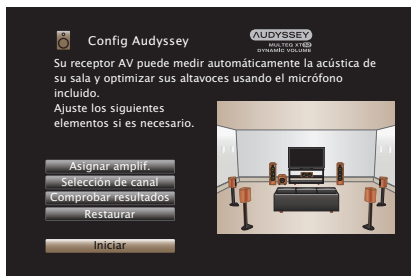 Config Audyssey
AUDYSSEY
MULTEQ XT32
DYNAMIC VOLUME
Su receptor AV puede medir automáticamente la acústica de
su sala y optimizar sus altavoces usando el micrófono
incluido.
Ajuste los siguientes
elementos si es necesario.
Asignar amplif.
Selección de canal
Comprobar resultados
Restaurar
Iniciar